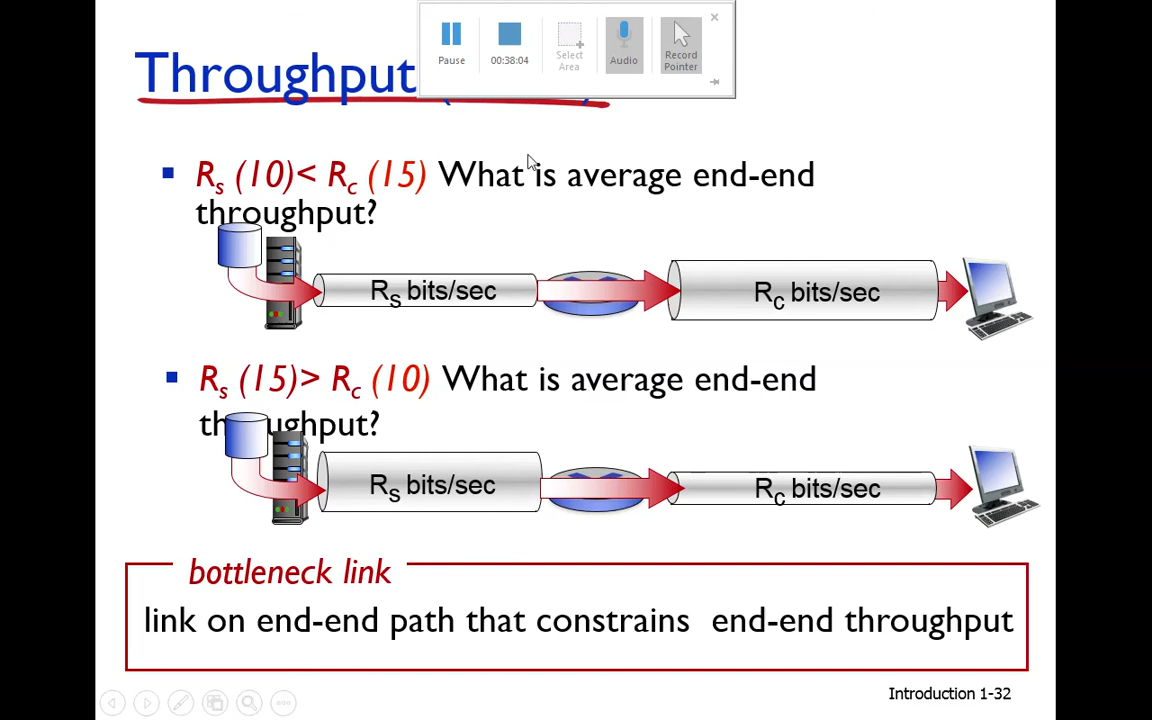 Pause
00:38:04
Select
Area
Audio
Record
Pointer
Throughput
Rs (10)< Rc (15) What is average end-end
throughput?
Rs bits/sec
Rc bits/sec
Rs (15)> Rc (10) What is average end-end
throughput?
Rs bits/sec
Rc bits/sec
bottleneck link
link on end-end path that constrains end-end throughput
Introduction 1-32